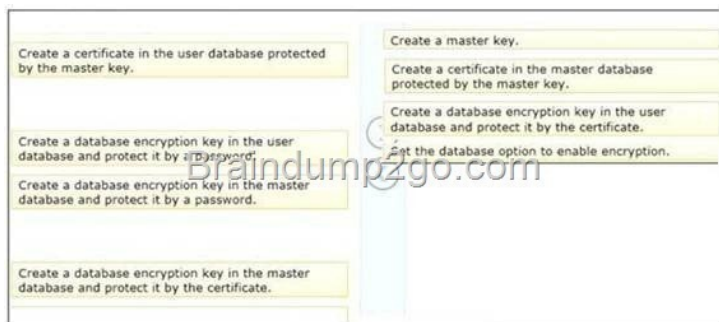 Create a certificate in the user database protected
by the master key.
Create a database encryption key in the user
database and protect it by a password.
Create a database encryption key in the master
database and protect it by a password.
Create a database encryption key in the master
database and protect it by the certificate.
Create a master key.
Create a certificate in the master database
protected by the master key.
Create a database encryption key in the user
database and protect it by the certificate.
Set the database option to enable encryption.
Braindump2go.com